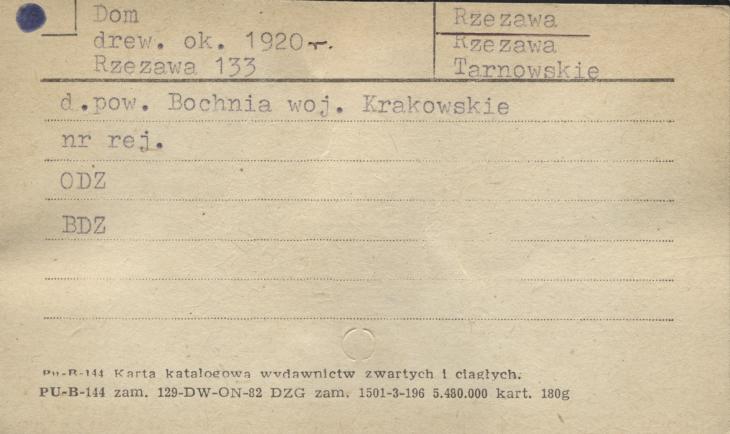 Dom
drew. ok. 1920 r.
Rzezawa 133
Rzezawa
Rzezawa
Tarnowskie
d.pow. Bochnia woj. Krakowskie
nr rej.
ODZ
BDZ
Pu-B-144 Karta katalogowa wydawnictw zwartych i ciągłych.
PU-B-144 zam. 129-DW-ON-82 DZG zam. 1501-3-196 5.480.000 kart. 180g